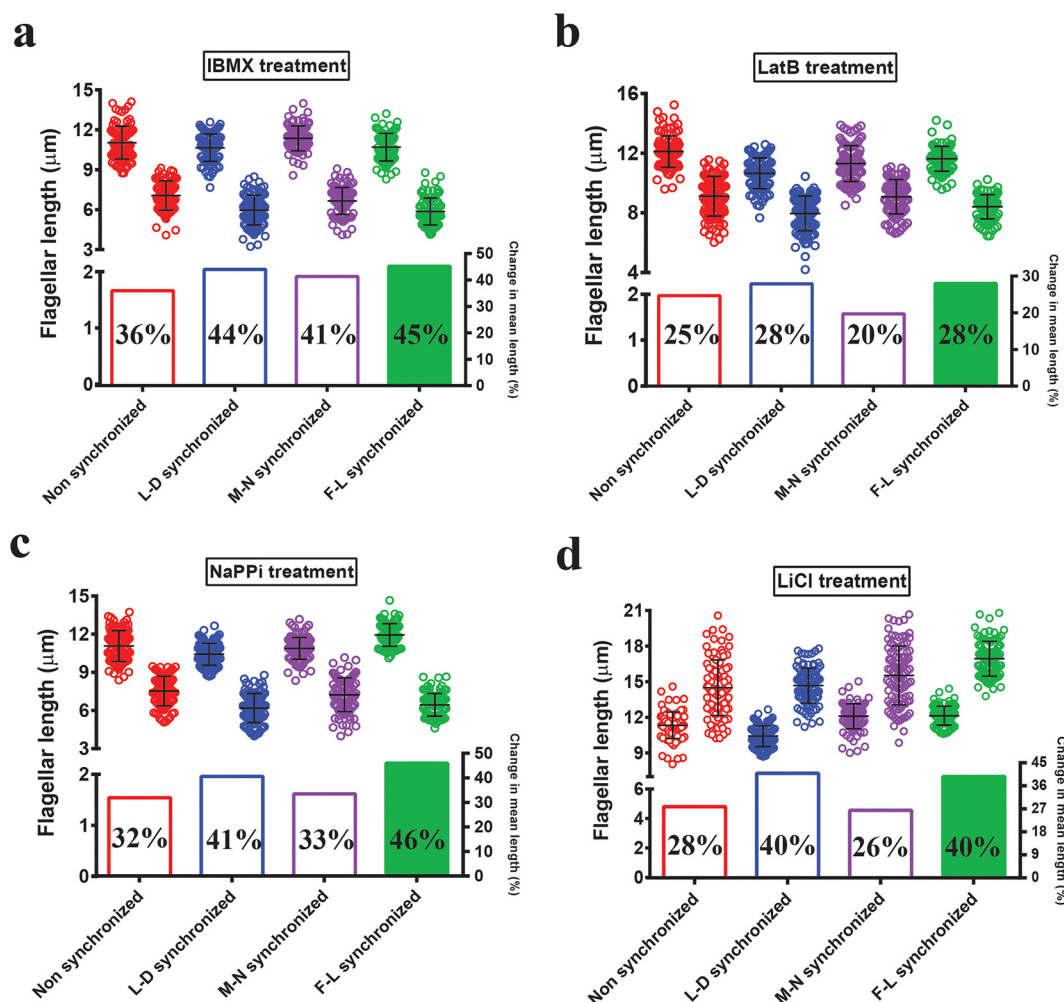 a
IBMX treatment
Flagellar length (μm)
15
12
9
6
3
2
1
0
50
40
30
20
10
0
Change in mean length (%)
36%
44%
41%
45%
Non synchronized
L-D synchronized
M-N synchronized
F-L synchronized
b
LatB treatment
Flagellar length (μm)
16
12
8
4
2
1
0
30
20
10
0
Change in mean length (%)
25%
28%
20%
28%
Non synchronized
L-D synchronized
M-N synchronized
F-L synchronized
c
NaPPi treatment
Flagellar length (μm)
15
12
9
6
3
2
1
0
50
40
30
20
10
0
Change in mean length (%)
32%
41%
33%
46%
Non synchronized
L-D synchronized
M-N synchronized
F-L synchronized
d
LiCl treatment
Flagellar length (μm)
21
18
15
12
9
6
4
2
0
45
36
27
18
9
0
Change in mean length (%)
28%
40%
26%
40%
Non synchronized
L-D synchronized
M-N synchronized
F-L synchronized